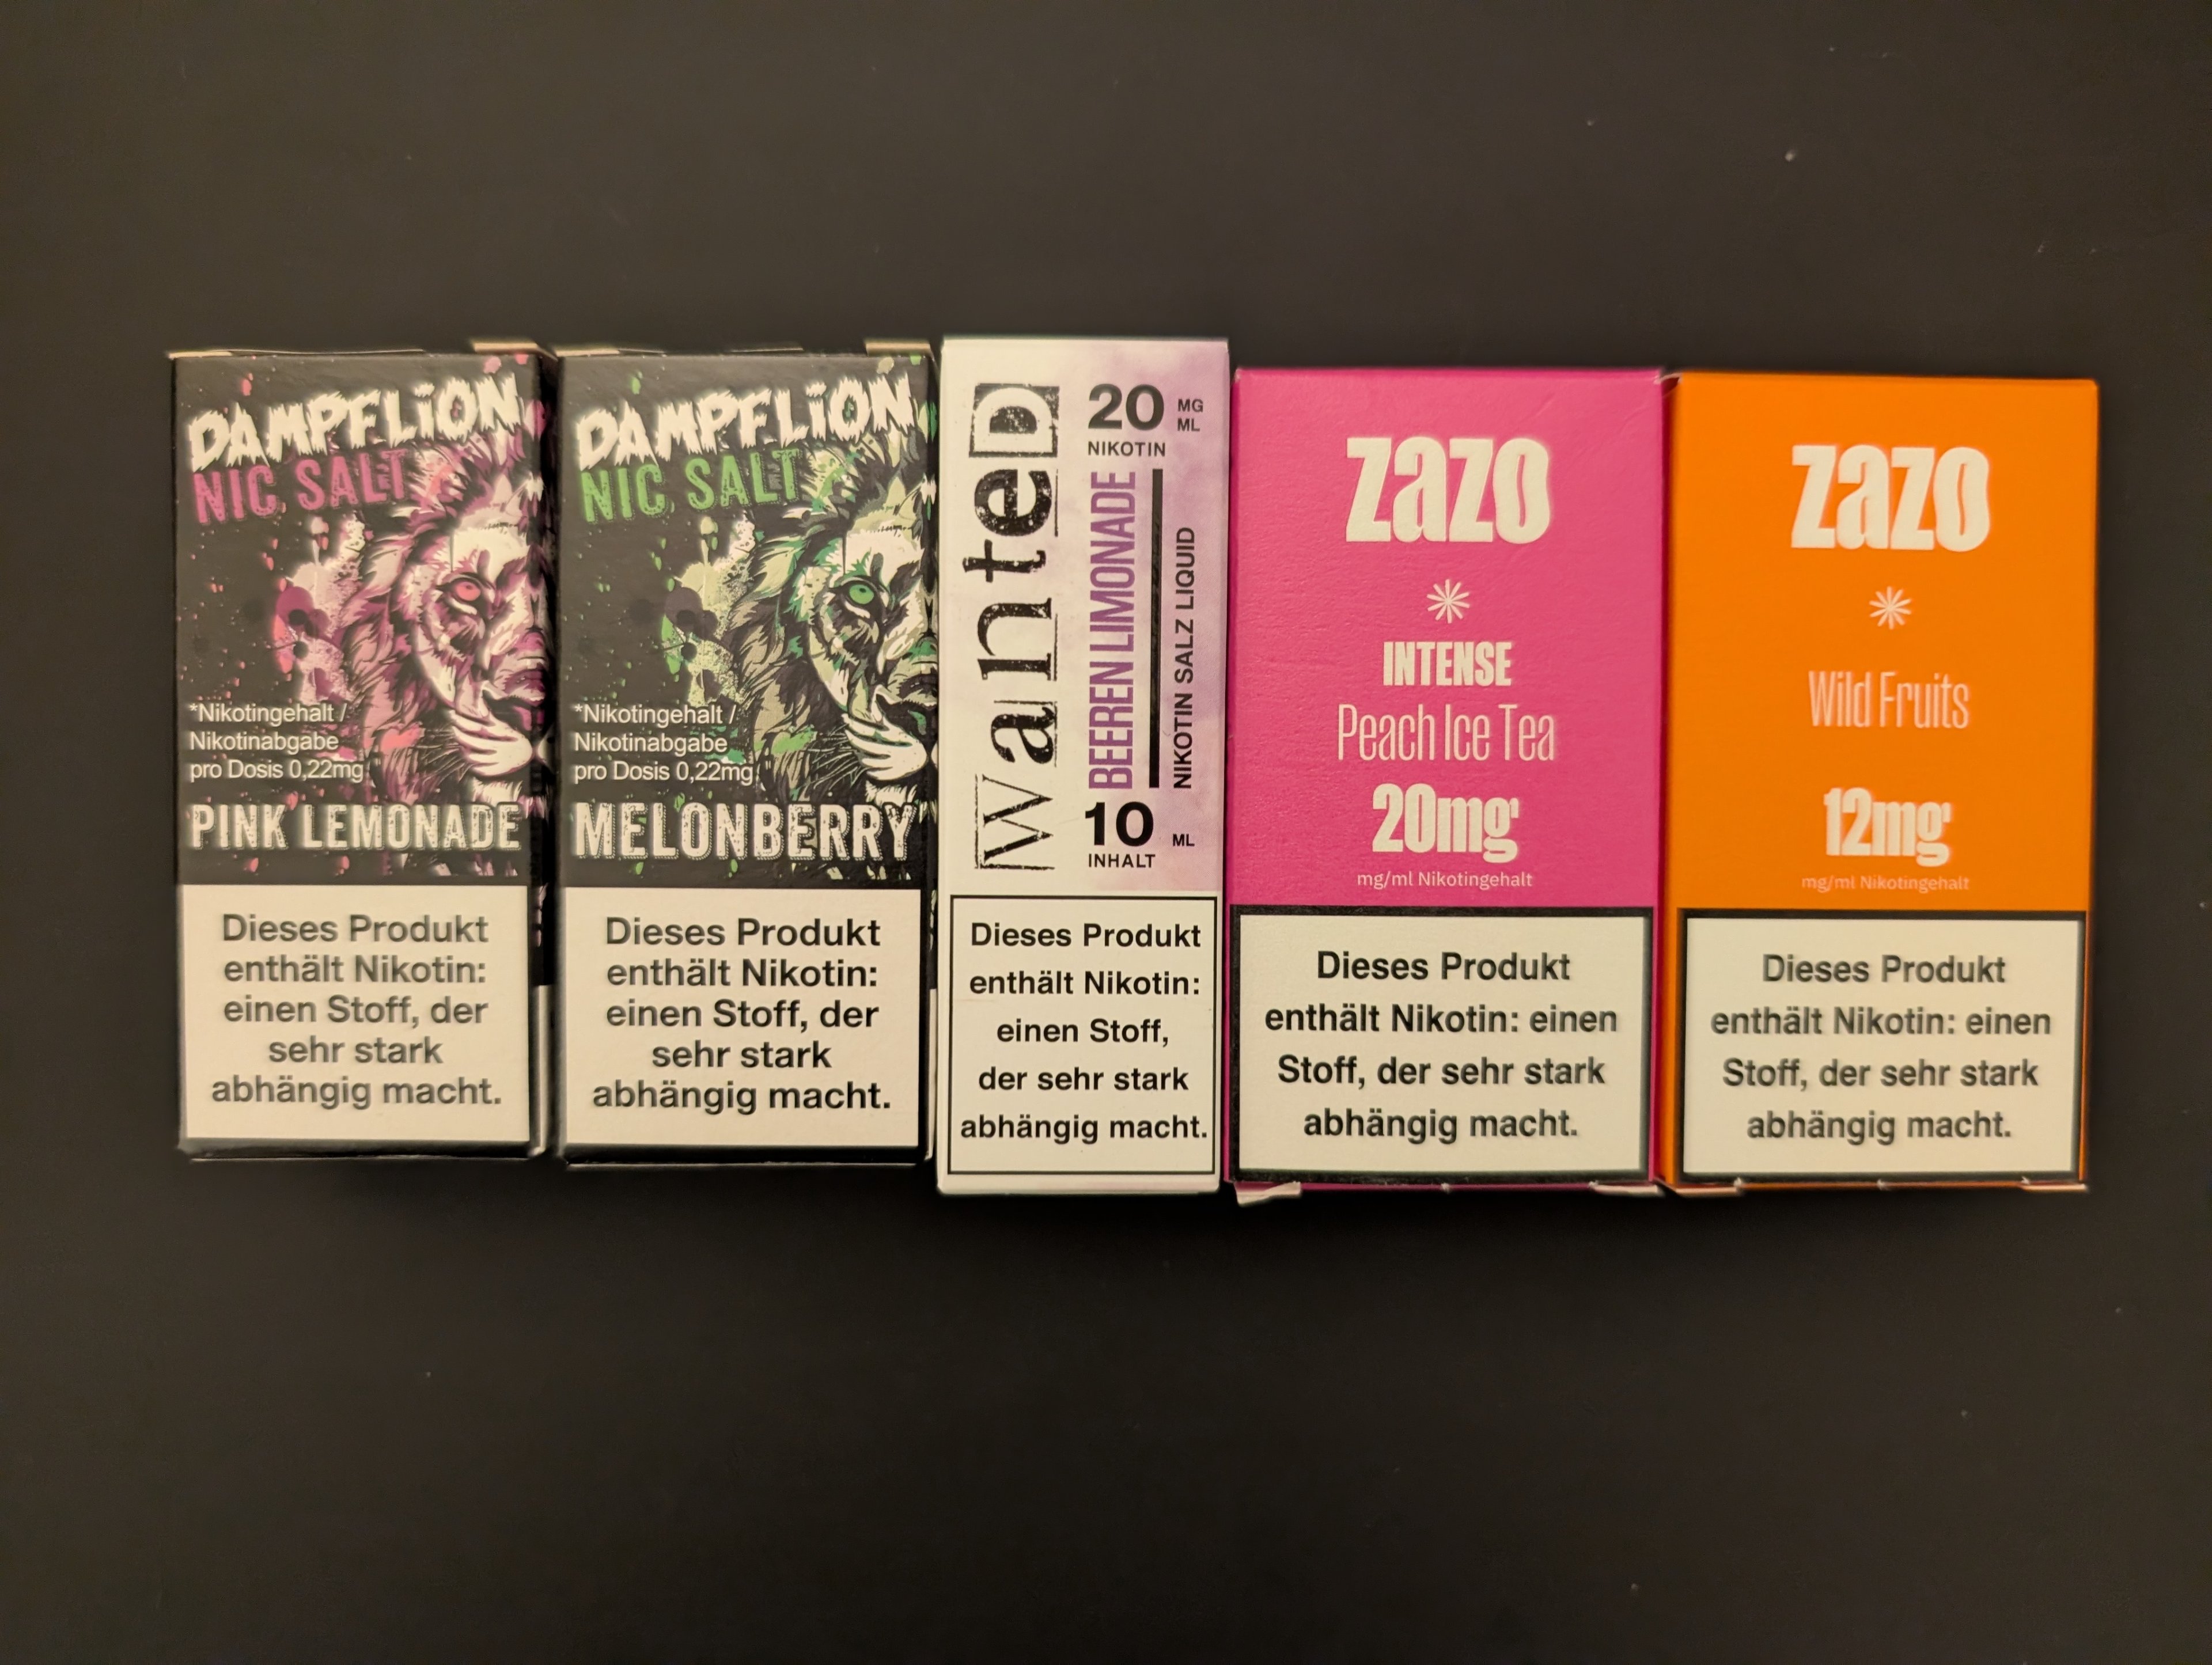 DAMPFLiON
NIC SALT
*Nikotingehalt /
Nikotinabgabe
pro Dosis 0,22mg
PINK LEMONADE
Dieses Produkt
enthält Nikotin:
einen Stoff, der
sehr stark
abhängig macht.
DAMPFLiON
NIC SALT
*Nikotingehalt /
Nikotinabgabe
pro Dosis 0,22mg
MELONBERRY
Dieses Produkt
enthält Nikotin:
einen Stoff, der
sehr stark
abhängig macht.
wanteD
20 MG ML
NIKOTIN
BEEREN LIMONADE
NIKOTIN SALZ LIQUID
10 ML
INHALT
Dieses Produkt
enthält Nikotin:
einen Stoff,
der sehr stark
abhängig macht.
zazo
INTENSE
Peach Ice Tea
20mg
mg/ml Nikotingehalt
Dieses Produkt
enthält Nikotin: einen
Stoff, der sehr stark
abhängig macht.
zazo
Wild Fruits
12mg
mg/ml Nikotingehalt
Dieses Produkt
enthält Nikotin: einen
Stoff, der sehr stark
abhängig macht.